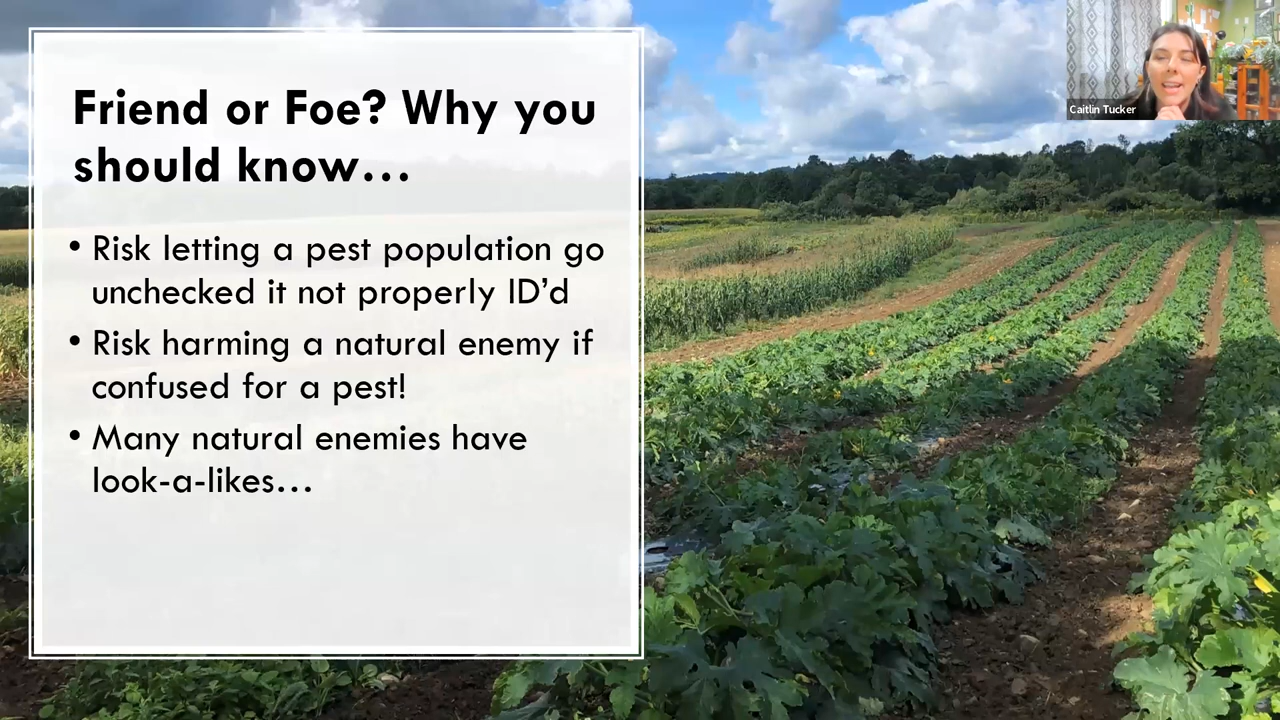 Friend or Foe? Why you
should know…
• Risk letting a pest population go
unchecked it not properly ID’d
• Risk harming a natural enemy if
confused for a pest!
• Many natural enemies have
look-a-likes…
Caitlin Tucker